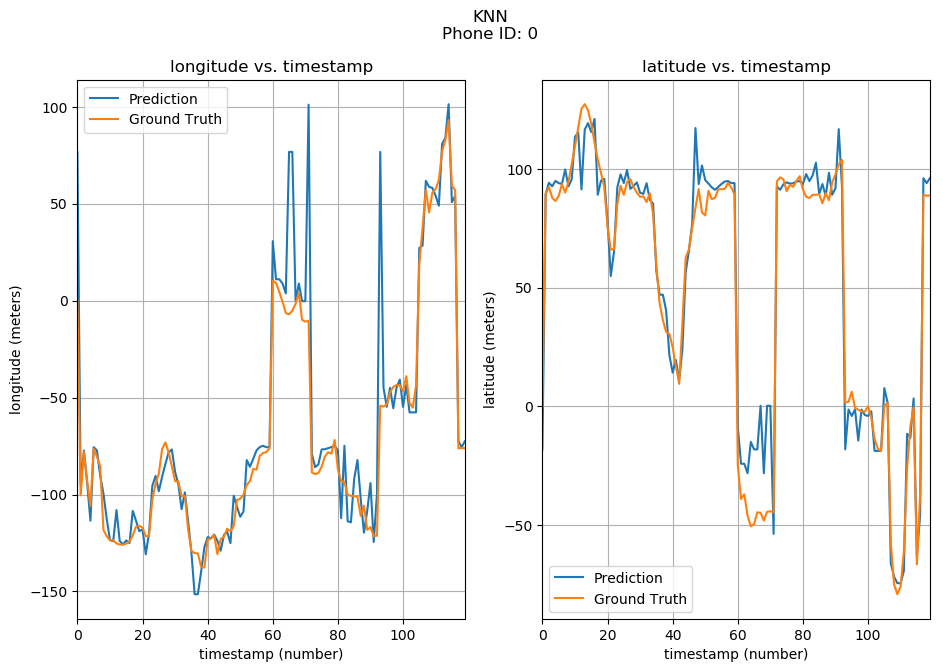 KNN
Phone ID: 0
longitude vs. timestamp
longitude (meters)
100
50
0
−50
−100
−150
Prediction
Ground Truth
0
20
40
60
80
100
timestamp (number)
latitude vs. timestamp
latitude (meters)
100
50
0
−50
Prediction
Ground Truth
0
20
40
60
80
100
timestamp (number)